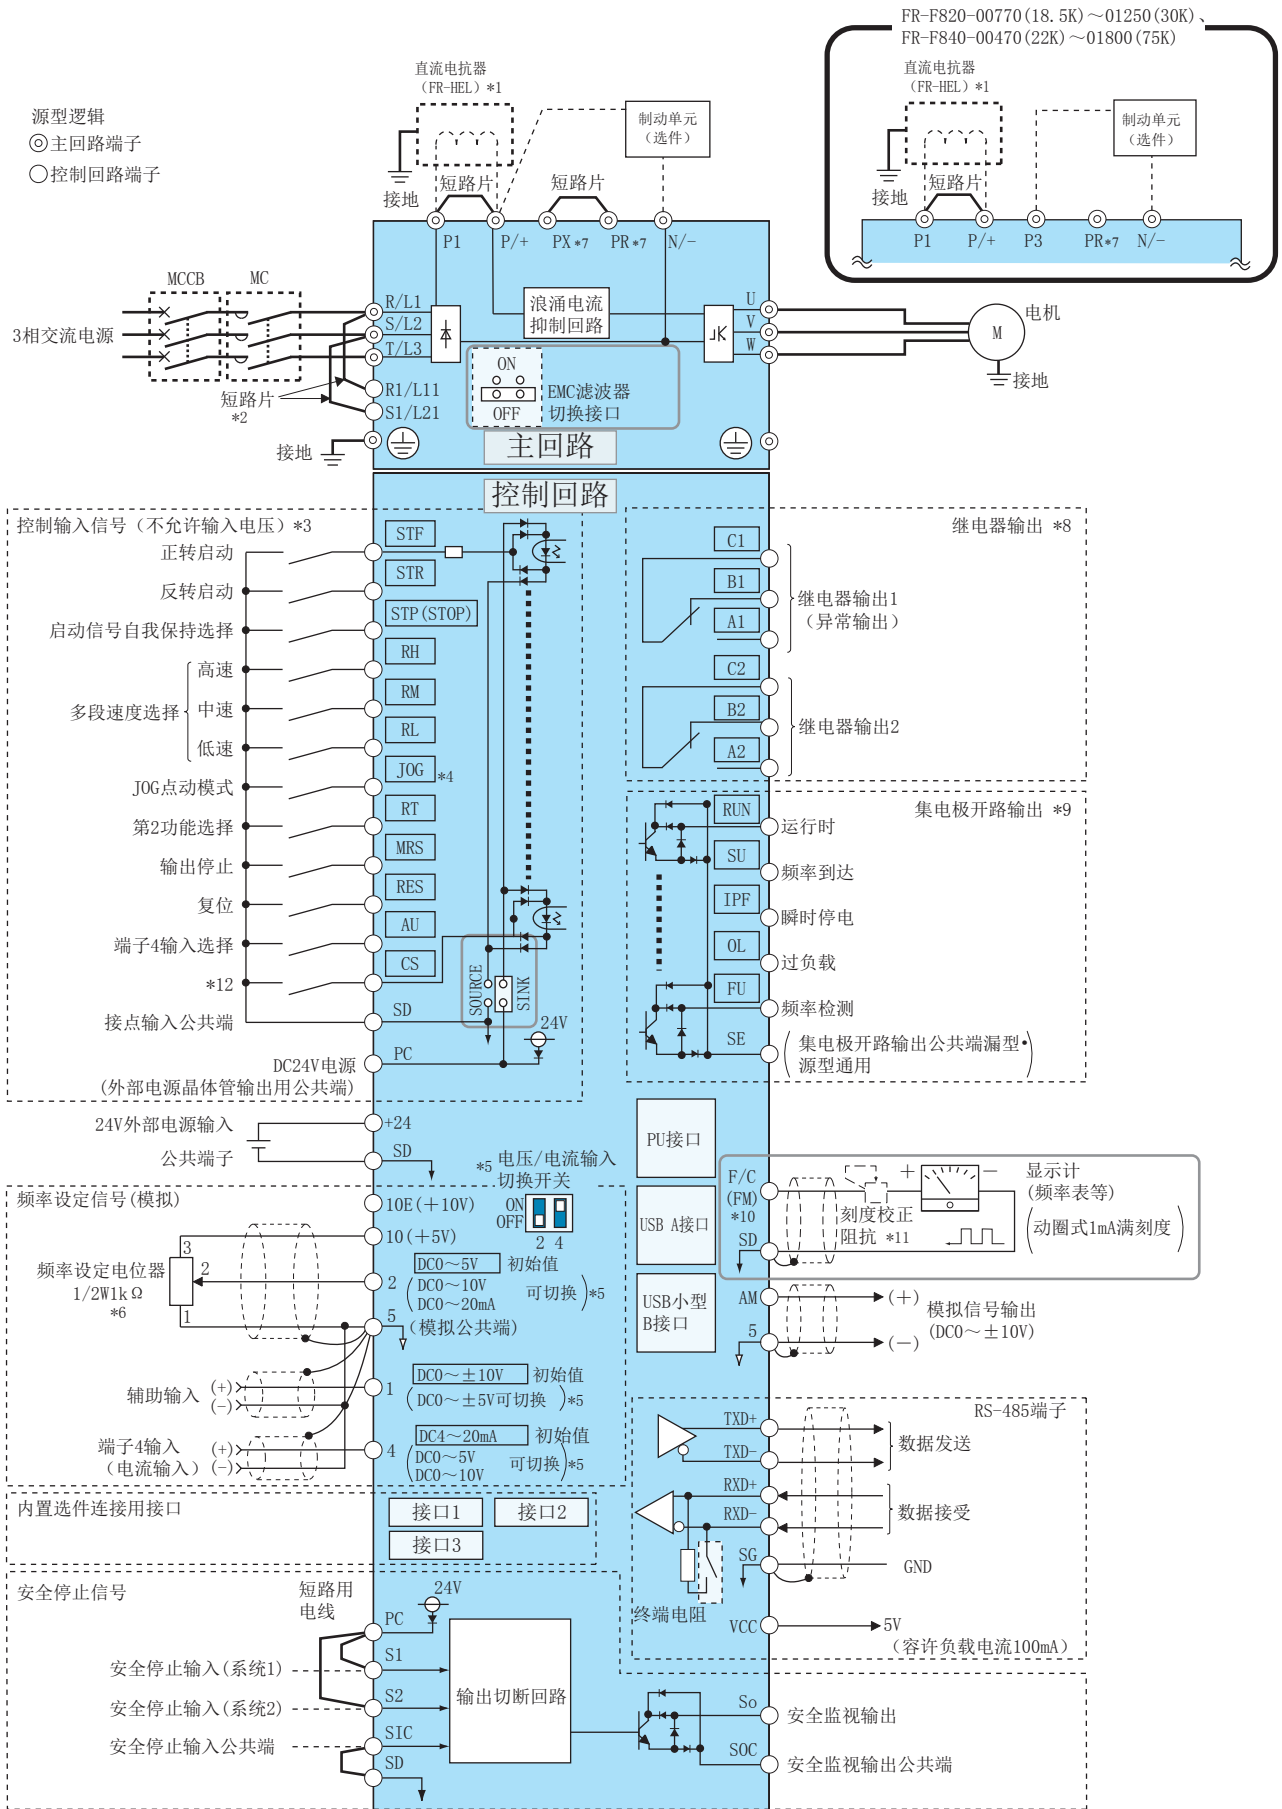 FR-F820-00770(18.5K)～01250(30K)、
FR-F840-00470(22K)～01800(75K)
直流电抗器
（FR-HEL）*1
制动单元
（选件）
接地
短路片
P1
P/+
P3
PR*7
N/-
源型逻辑
主回路端子
控制回路端子
直流电抗器
（FR-HEL）*1
制动单元
（选件）
接地
短路片
短路片
P1
P/+
PX*7
PR*7
N/-
MCCB
MC
3相交流电源
R/L1
S/L2
T/L3
R1/L11
S1/L21
短路片
*2
接地
浪涌电流
抑制回路
ON
OFF
EMC滤波器
切换接口
U
V
W
M
电机
接地
主回路
控制回路
控制输入信号（不允许输入电压）*3
正转启动
STF
反转启动
STR
启动信号自我保持选择
STP(STOP)
多段速度选择
高速
RH
中速
RM
低速
RL
JOG点动模式
JOG
*4
第2功能选择
RT
输出停止
MRS
复位
RES
端子4输入选择
AU
*12
CS
接点输入公共端
SD
SOURCE
SINK
24V
DC24V电源
(外部电源晶体管输出用公共端)
PC
继电器输出 *8
C1
B1
A1
继电器输出1
（异常输出）
C2
B2
A2
继电器输出2
集电极开路输出 *9
RUN
运行时
SU
频率到达
IPF
瞬时停电
OL
过负载
FU
频率检测
SE
集电极开路输出公共端漏型•
源型通用
24V外部电源输入
+24
公共端子
SD
*5
电压/电流输入
切换开关
ON
OFF
2 4
频率设定信号(模拟)
10E(＋10V)
10(＋5V)
频率设定电位器
1/2W1kΩ
*6
3
2
1
2
DC0～5V
初始值
DC0～10V
DC0～20mA
可切换
*5
5
(模拟公共端)
辅助输入
(+)
(-)
1
DC0～±10V
初始值
DC0～±5V可切换
*5
端子4输入
（电流输入）
(+)
(-)
4
DC4～20mA
初始值
DC0～5V
DC0～10V
可切换
*5
PU接口
USB A接口
USB小型
B接口
F/C
(FM)
*10
SD
刻度校正
阻抗 *11
＋
－
显示计
(频率表等)
(动圈式1mA满刻度)
AM
5
(+)
(－)
模拟信号输出
(DC0～±10V)
RS-485端子
TXD+
TXD-
数据发送
RXD+
RXD-
数据接受
SG
GND
终端电阻
VCC
5V
（容许负载电流100mA）
内置选件连接用接口
接口1
接口2
接口3
安全停止信号
短路用
电线
24V
PC
安全停止输入(系统1)
S1
安全停止输入(系统2)
S2
安全停止输入公共端
SIC
SD
输出切断回路
So
安全监视输出
SOC
安全监视输出公共端